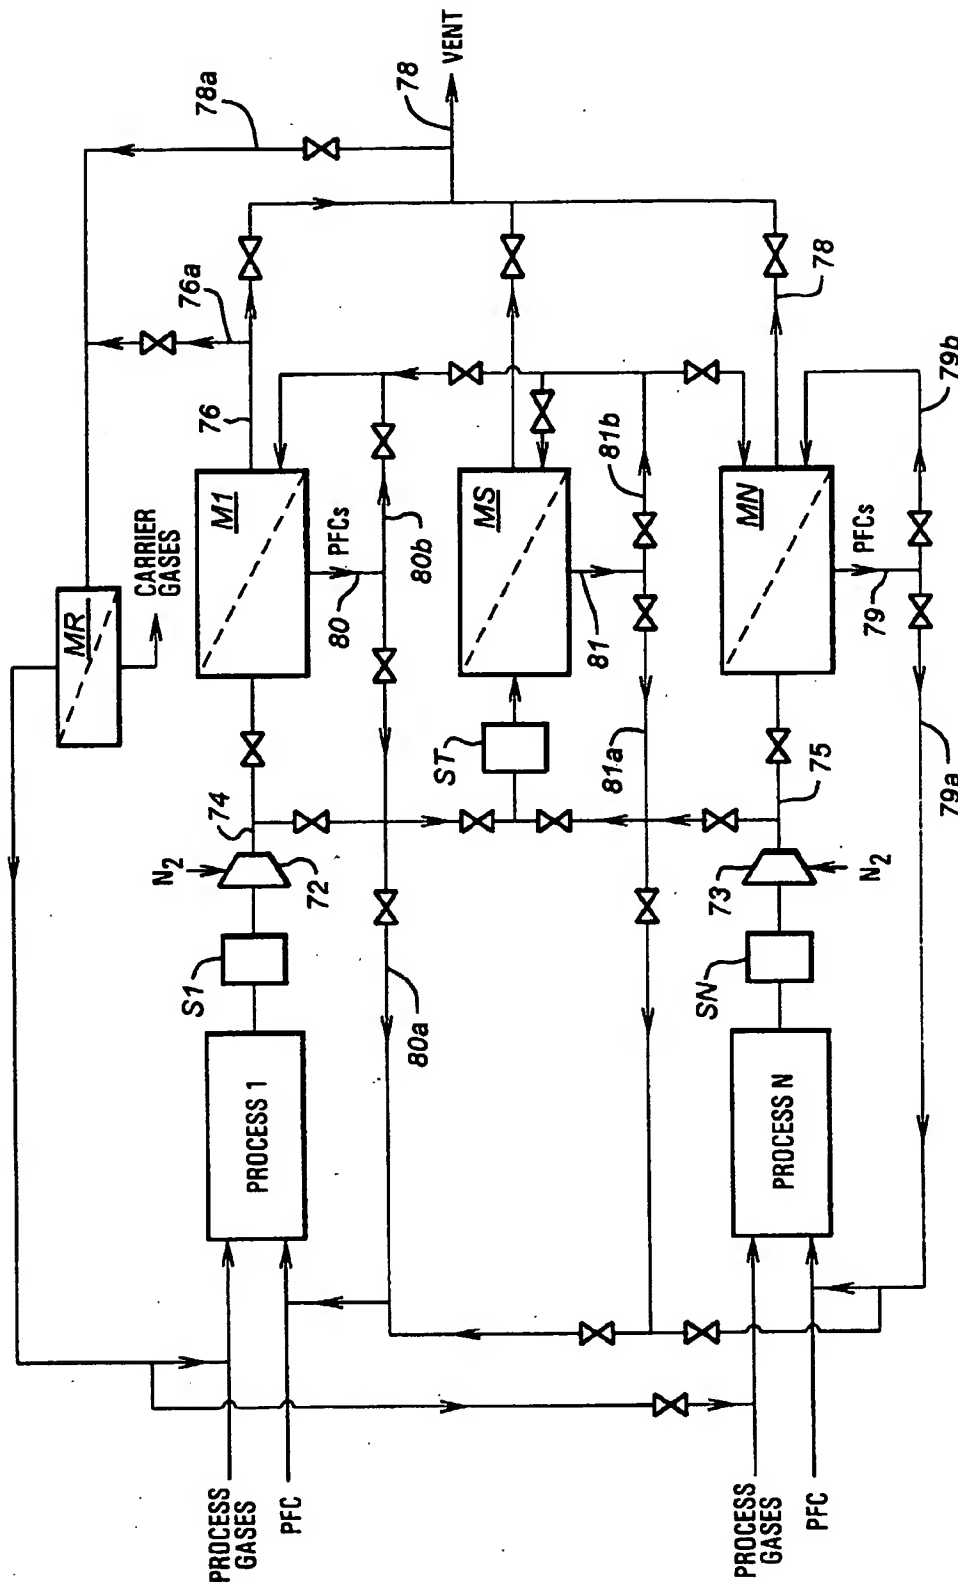 78a
78
VENT
76a
76
MR
CARRIER
GASES
M1
80
PFCs
80b
N2
74
72
S1
PROCESS 1
80a
PROCESS
GASES
PFC
MS
ST
81
81b
81a
78
MN
79
PFCs
79b
75
73
N2
SN
PROCESS N
79a
PROCESS
GASES
PFC